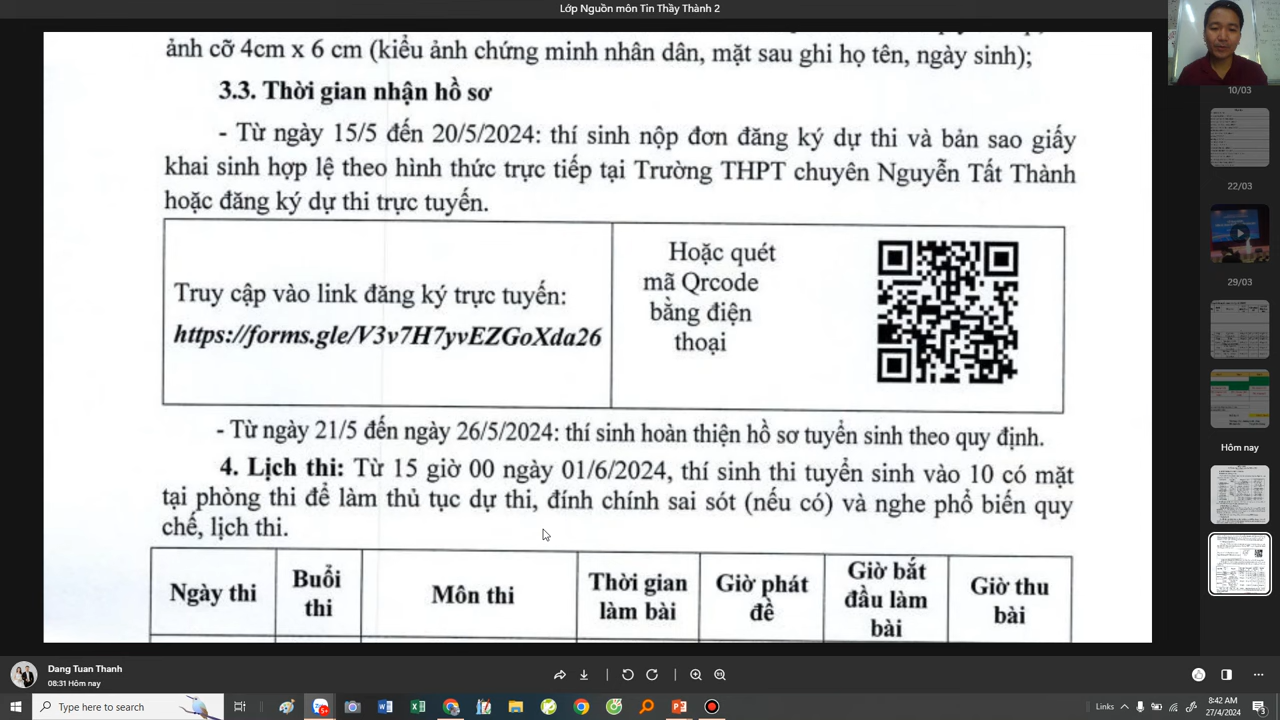 Lớp Nguồn môn Tin Thầy Thành 2
ảnh cỡ 4cm x 6 cm (kiểu ảnh chứng minh nhân dân, mặt sau ghi họ tên, ngày sinh);
3.3. Thời gian nhận hồ sơ
- Từ ngày 15/5 đến 20/5/2024: thí sinh nộp đơn đăng ký dự thi và bản sao giấy
khai sinh hợp lệ theo hình thức trực tiếp tại Trường THPT chuyên Nguyễn Tất Thành
hoặc đăng ký dự thi trực tuyến.
Truy cập vào link đăng ký trực tuyến:
https://forms.gle/V3v7H7yvEZGoXda26
Hoặc quét
mã Qrcode
bằng điện
thoại
- Từ ngày 21/5 đến ngày 26/5/2024: thí sinh hoàn thiện hồ sơ tuyển sinh theo quy định.
4. Lịch thi: Từ 15 giờ 00 ngày 01/6/2024, thí sinh thi tuyển sinh vào 10 có mặt
tại phòng thi để làm thủ tục dự thi, đính chính sai sót (nếu có) và nghe phổ biến quy
chế, lịch thi.
Ngày thi
Buổi
thi
Môn thi
Thời gian
làm bài
Giờ phát
đề
Giờ bắt
đầu làm
bài
Giờ thu
bài
10/03
22/03
29/03
Hôm nay
Dang Tuan Thanh
08:31 Hôm nay
Type here to search
Links
8:42 AM
27/4/2024